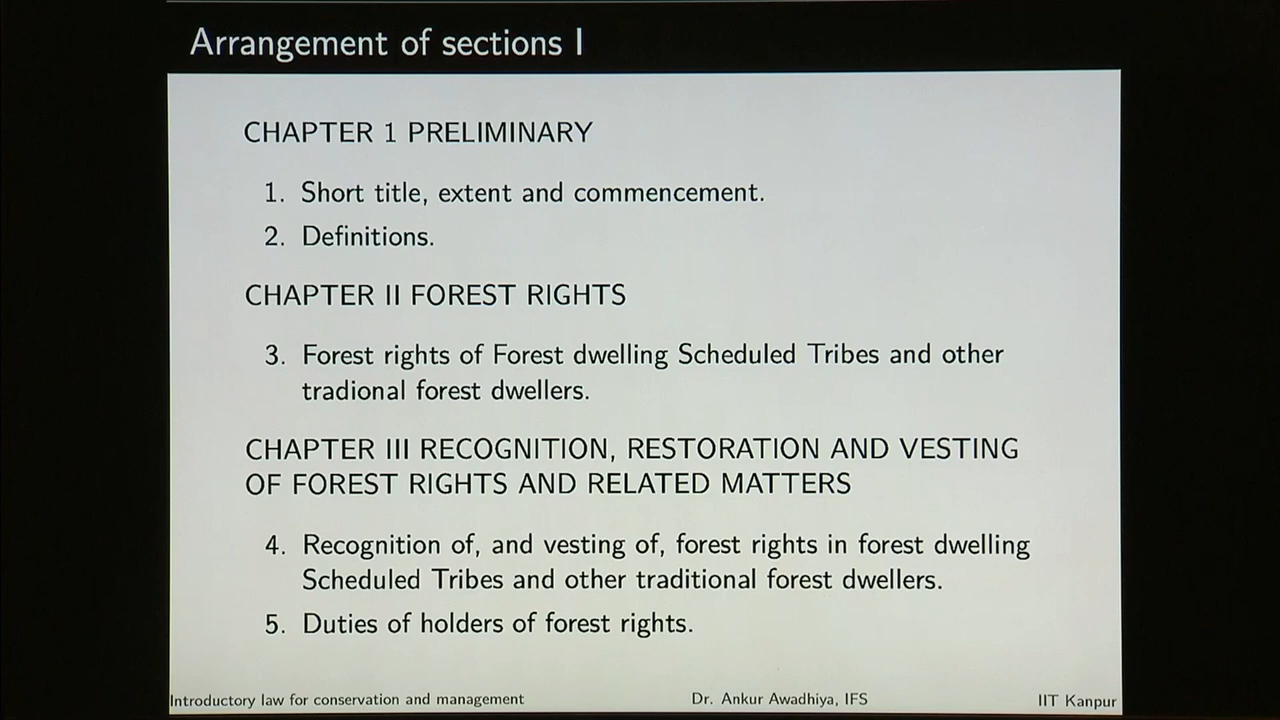 Arrangement of sections I
CHAPTER 1 PRELIMINARY
1. Short title, extent and commencement.
2. Definitions.
CHAPTER II FOREST RIGHTS
3. Forest rights of Forest dwelling Scheduled Tribes and other
tradional forest dwellers.
CHAPTER III RECOGNITION, RESTORATION AND VESTING
OF FOREST RIGHTS AND RELATED MATTERS
4. Recognition of, and vesting of, forest rights in forest dwelling
Scheduled Tribes and other traditional forest dwellers.
5. Duties of holders of forest rights.
Introductory law for conservation and management Dr. Ankur Awadhiya, IFS IIT Kanpur